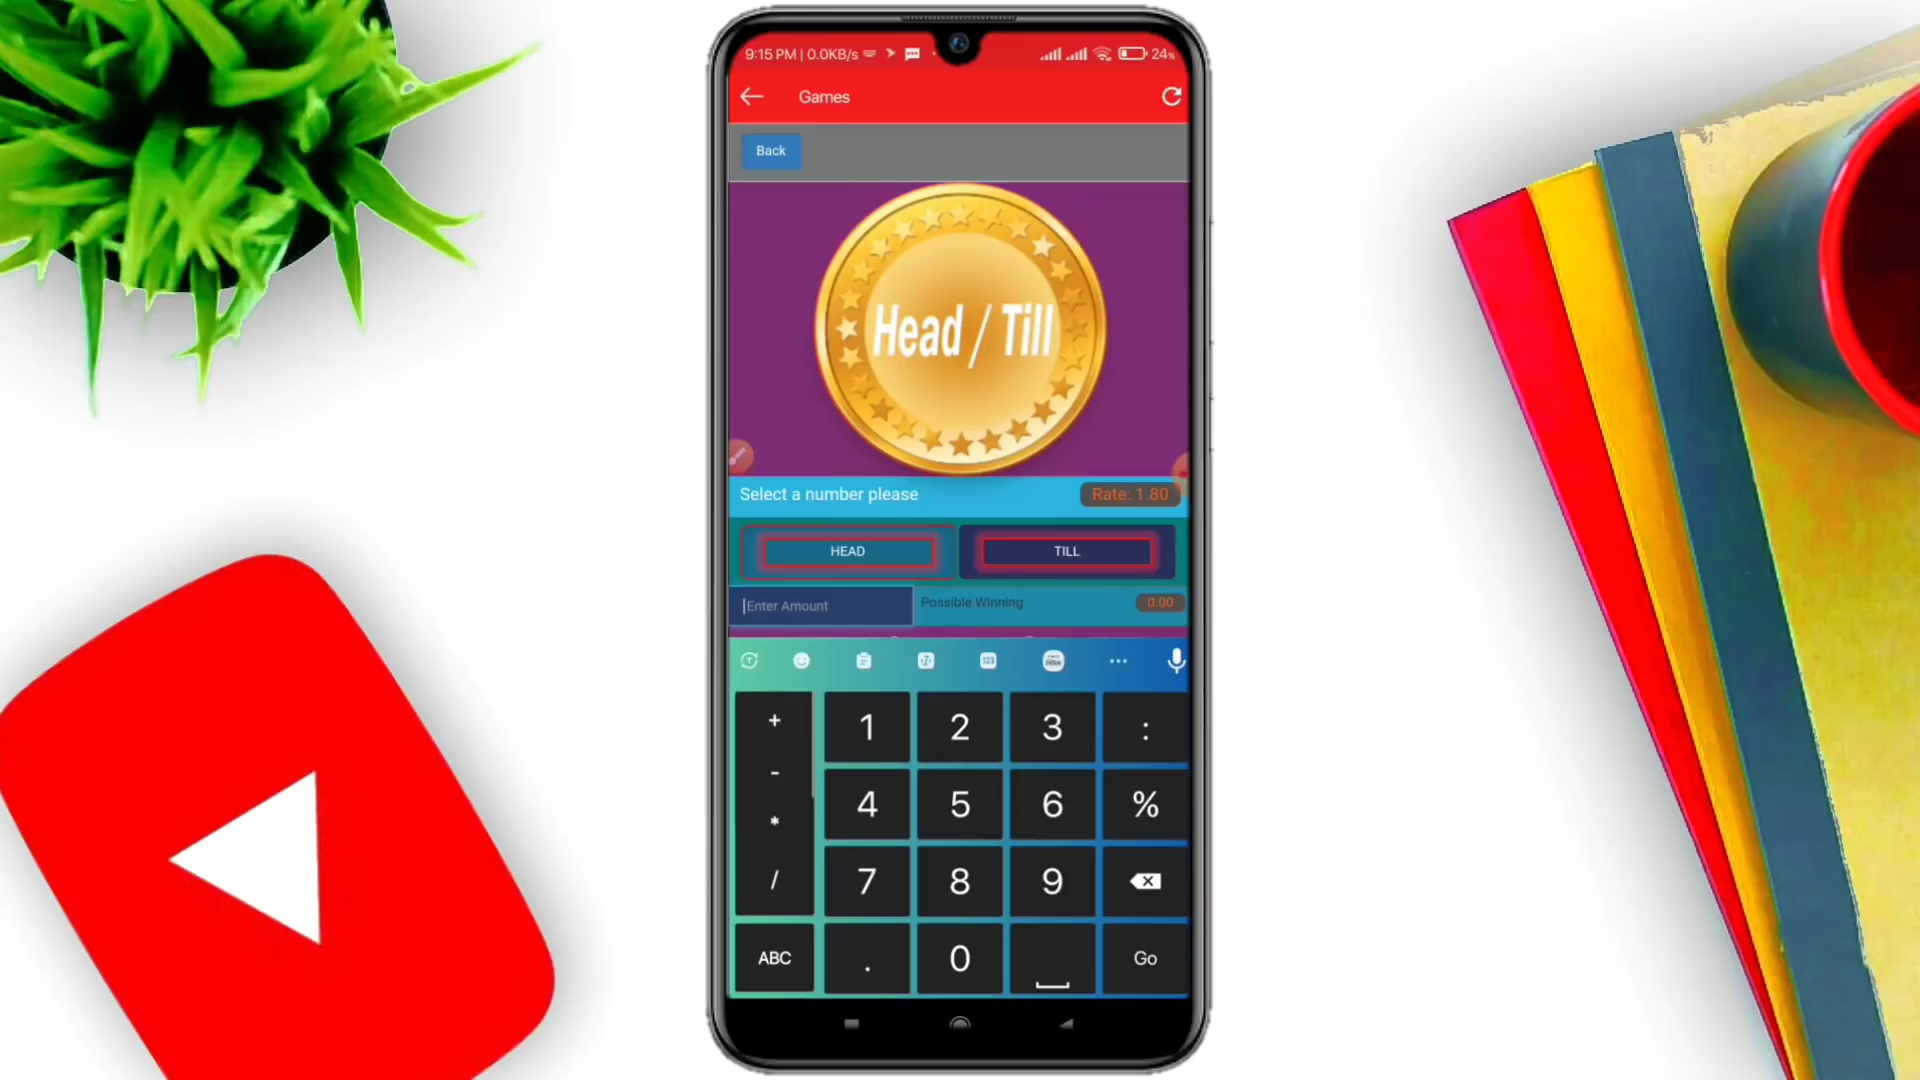 9:15 PM | 0.0KB/s
24%
Games
Back
Head / Till
Select a number please
Rate: 1.80
HEAD
TILL
Enter Amount
Possible Winning
0.00
123
+
1
2
3
:
-
4
5
6
%
*
/
7
8
9
ABC
.
0
Go